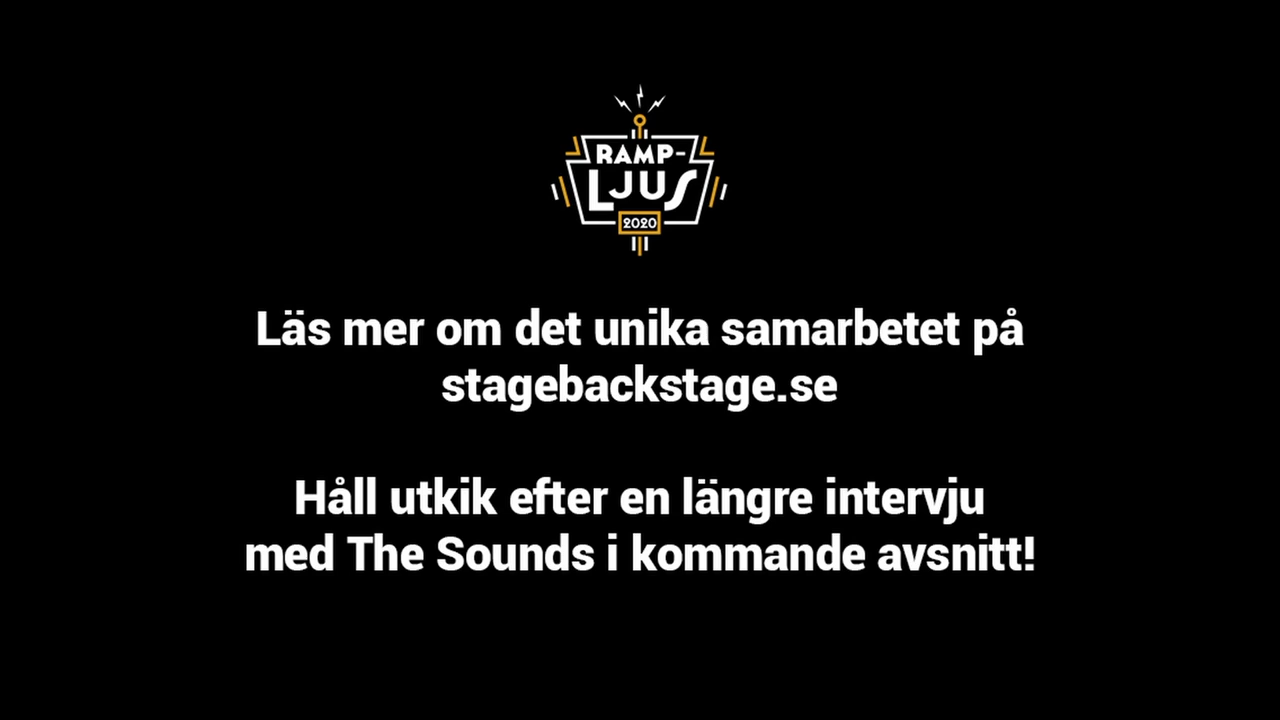 RAMP-
LJUS
2020
Läs mer om det unika samarbetet på
stagebackstage.se
Håll utkik efter en längre intervju
med The Sounds i kommande avsnitt!